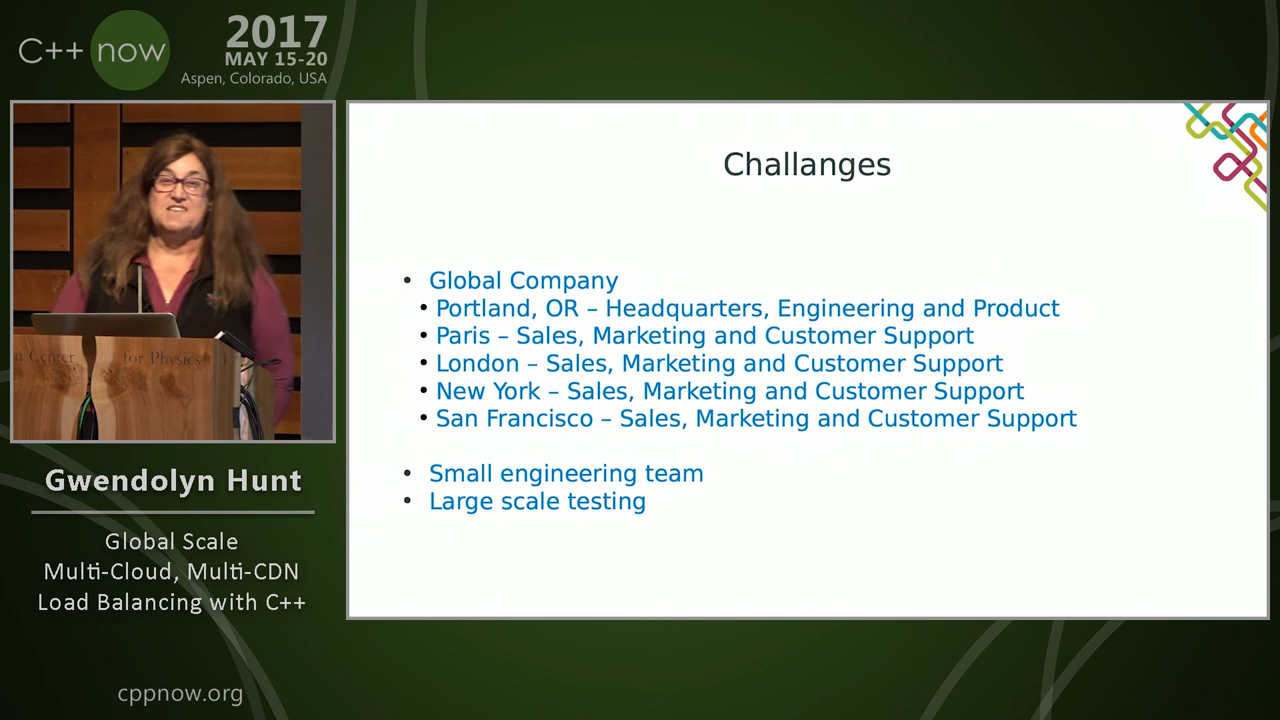 C++ now
2017
MAY 15-20
Aspen, Colorado, USA
n Center for Physics
Gwendolyn Hunt
Global Scale
Multi-Cloud, Multi-CDN
Load Balancing with C++
cppnow.org
Challanges
• Global Company
• Portland, OR – Headquarters, Engineering and Product
• Paris – Sales, Marketing and Customer Support
• London – Sales, Marketing and Customer Support
• New York – Sales, Marketing and Customer Support
• San Francisco – Sales, Marketing and Customer Support
• Small engineering team
• Large scale testing